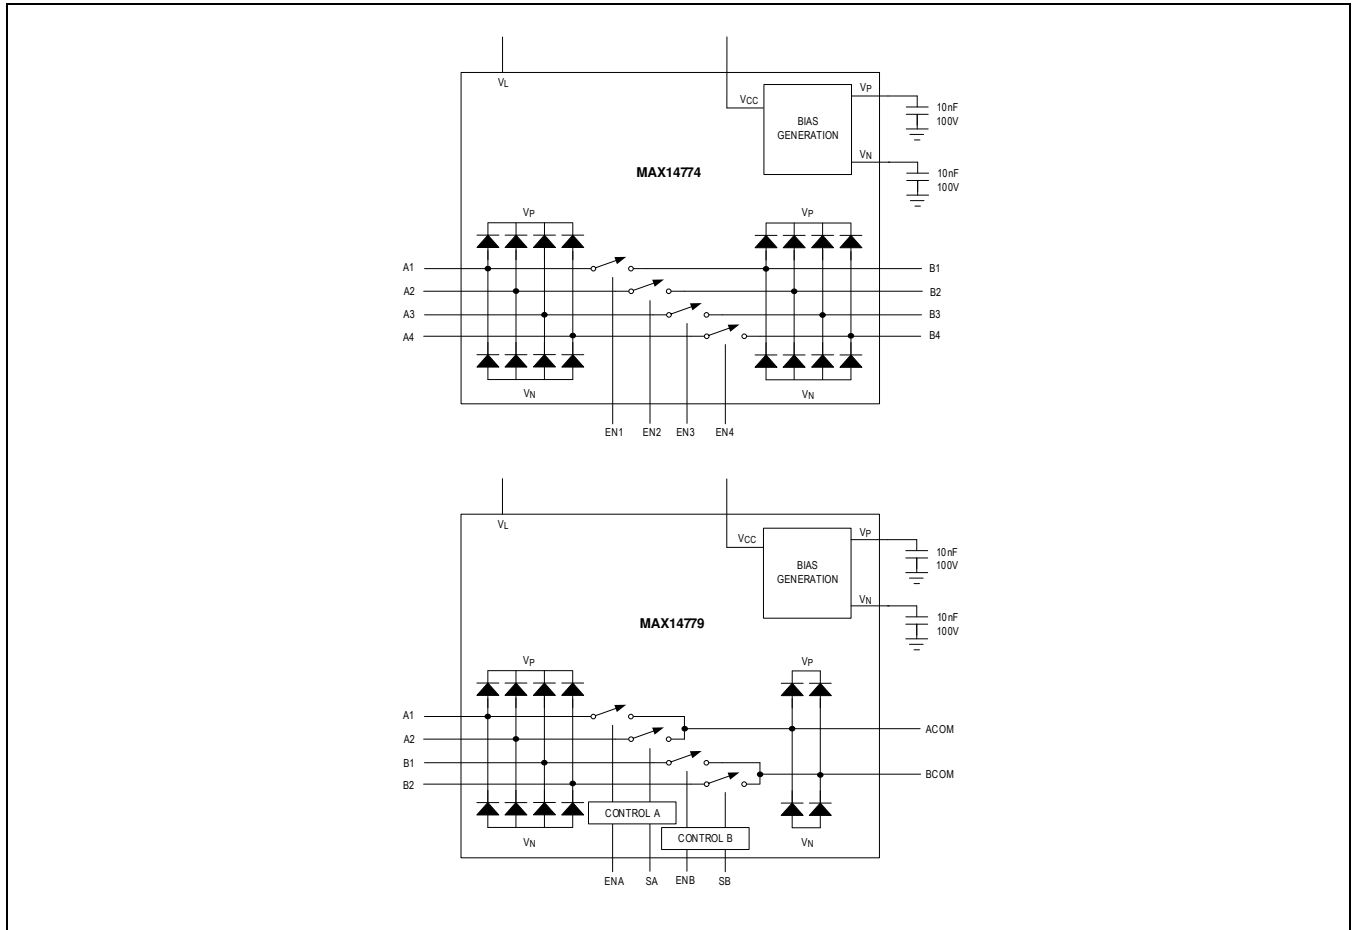 VL
VCC
BIAS
GENERATION
VP
10nF
100V
VN
10nF
100V
MAX14774
VP
VP
A1
B1
A2
B2
A3
B3
A4
B4
VN
VN
EN1
EN2
EN3
EN4
VL
VCC
BIAS
GENERATION
VP
10nF
100V
VN
10nF
100V
MAX14779
VP
VP
A1
ACOM
A2
B1
BCOM
B2
CONTROL A
CONTROL B
VN
VN
ENA
SA
ENB
SB